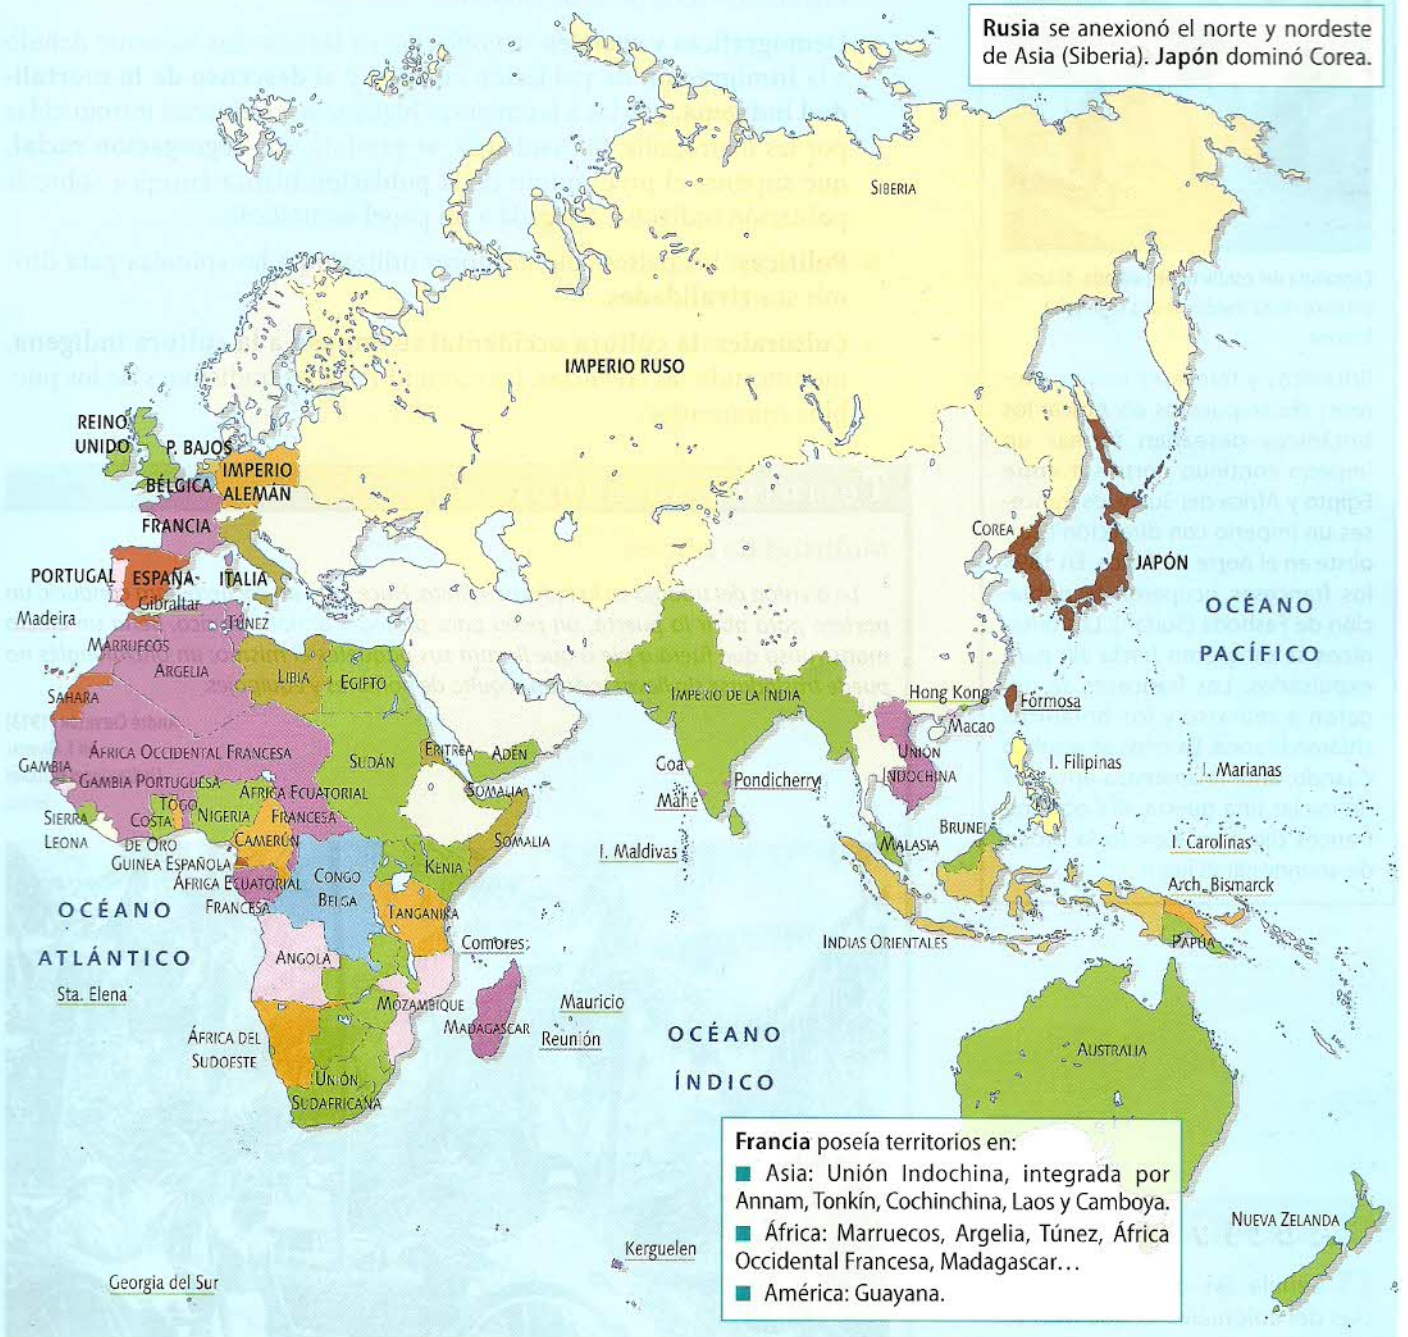 Rusia se anexionó el norte y nordeste
de Asia (Siberia). Japón dominó Corea.
SIBERIA
IMPERIO RUSO
REINO
UNIDO
P. BAJOS
IMPERIO
ALEMÁN
BÉLGICA
FRANCIA
PORTUGAL
ESPAÑA
ITALIA
Gibraltar
Madeira
TÚNEZ
MARRUECOS
ARGELIA
LIBIA
EGIPTO
SAHARA
COREA
JAPÓN
OCÉANO
PACÍFICO
IMPERIO DE LA INDIA
Hong Kong
Formosa
Macao
ÁFRICA OCCIDENTAL FRANCESA
GAMBIA
GAMBIA PORTUGUESA
SUDÁN
ERITREA
ADÉN
SOMALIA
Goa
Pondichery
Mahé
UNIÓN
INDOCHINA
I. Filipinas
I. Marianas
TOGO
SIERRA
LEONA
COSTA
DE ORO
NIGERIA
ÁFRICA ECUATORIAL
FRANCESA
CAMERÚN
GUINEA ESPAÑOLA
ÁFRICA ECUATORIAL
FRANCESA
CONGO
BELGA
KENIA
SOMALIA
TANGANIKA
I. Maldivas
BRUNEI
MALASIA
I. Carolinas
Arch. Bismarck
INDIAS ORIENTALES
PAPÚA
OCÉANO
ATLÁNTICO
Sta. Elena
ANGOLA
Comores
MOZAMBIQUE
MADAGASCAR
Mauricio
Reunión
ÁFRICA DEL
SUDOESTE
UNIÓN
SUDAFRICANA
OCÉANO
ÍNDICO
AUSTRALIA
Francia poseía territorios en:
■ Asia: Unión Indochina, integrada por
Annam, Tonkín, Cochinchina, Laos y Camboya.
■ África: Marruecos, Argelia, Túnez, África
Occidental Francesa, Madagascar...
■ América: Guayana.
NUEVA ZELANDA
Kerguelen
Georgia del Sur